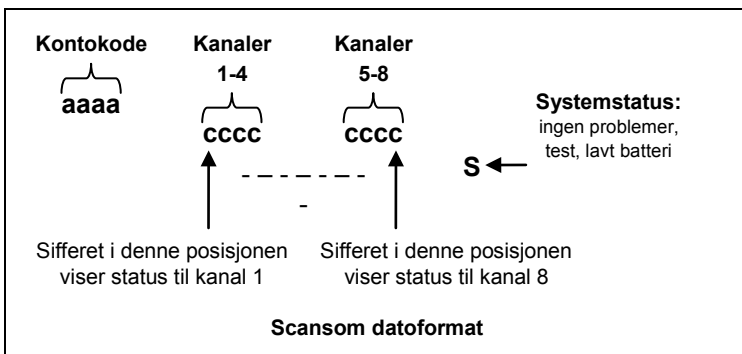 Kontokode Kanaler Kanaler
1-4 5-8
aaaa
cccc cccc
Systemstatus:
ingen problemer,
test, lavt batteri
S
Sifferet i denne posisjonen
viser status til kanal 1
Sifferet i denne posisjonen
viser status til kanal 8
Scansom datoformat